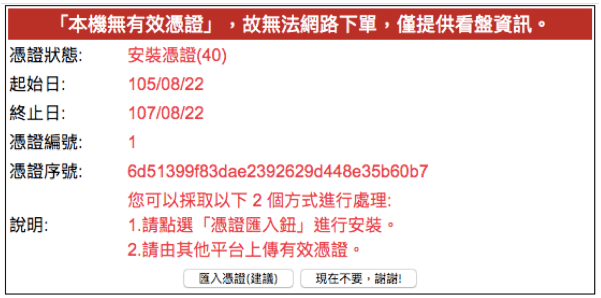 「本機無有效憑證」，故無法網路下單，僅提供看盤資訊。
憑證狀態: 安裝憑證(40)
起始日: 105/08/22
終止日: 107/08/22
憑證編號: 1
憑證序號: 6d51399f83dae2392629d448e35b60b7
您可以採取以下 2 個方式進行處理:
說明: 1.請點選「憑證匯入鈕」進行安裝。
2.請由其他平台上傳有效憑證。
匯入憑證(建議) 現在不要，謝謝!